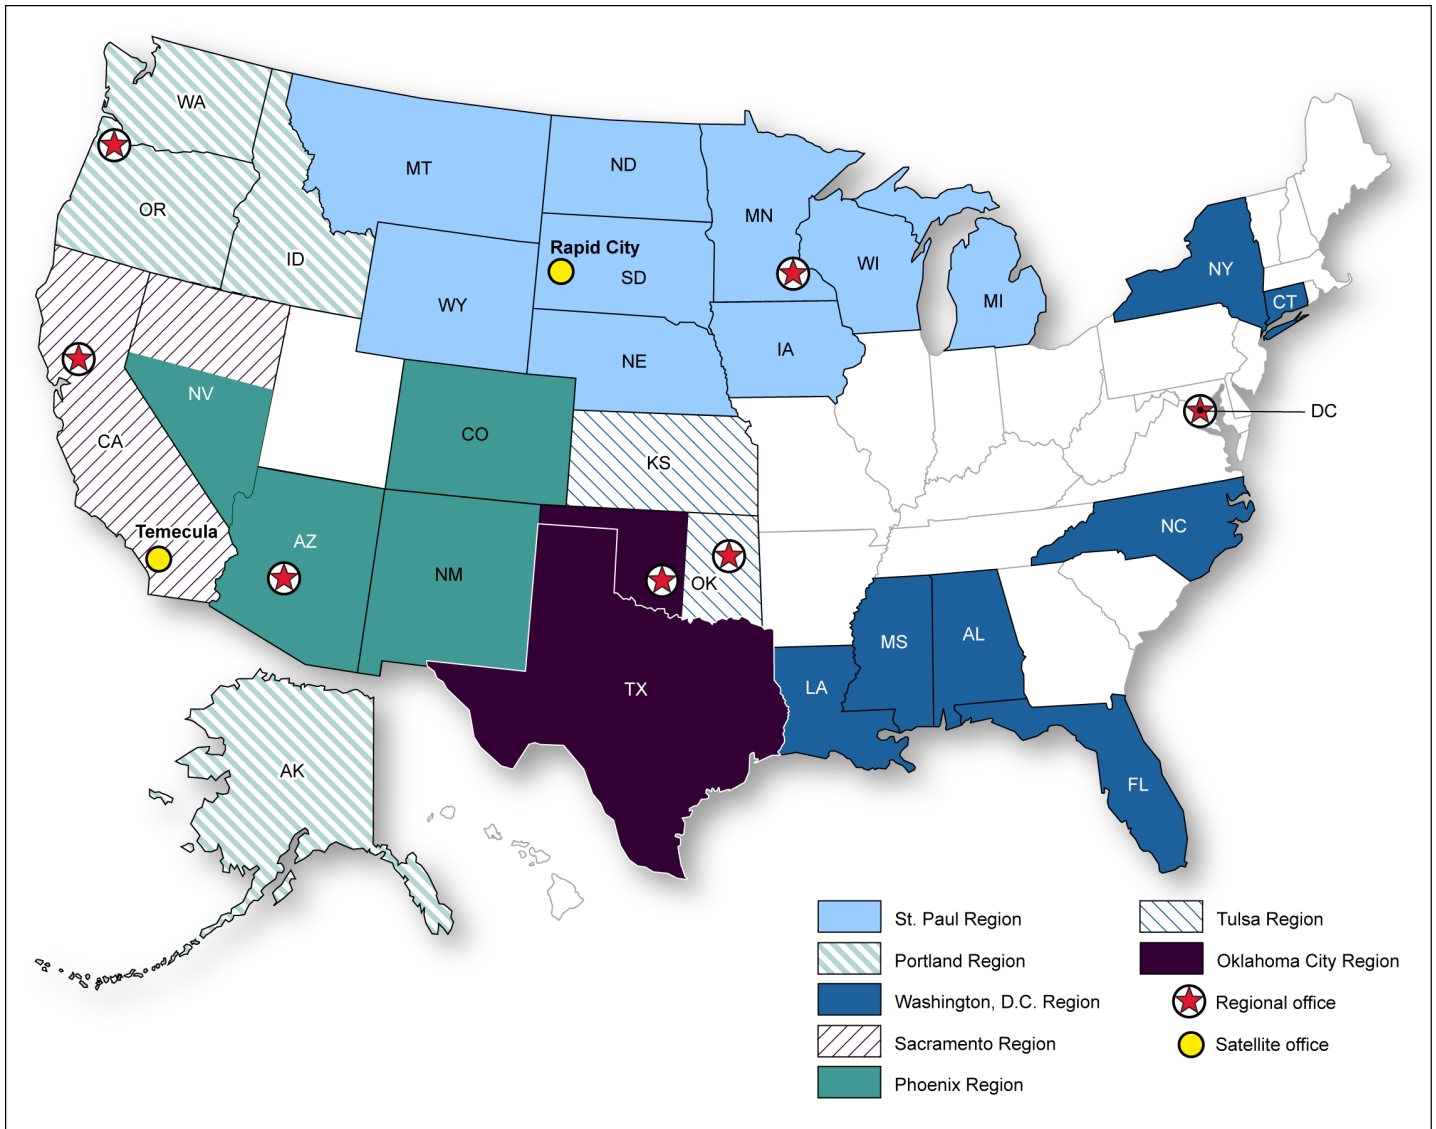 WA
MT
ND
MN
OR
ID
Rapid City
SD
WI
NY
MI
CT
WY
IA
NE
NV
DC
CO
CA
KS
Temecula
NC
AZ
NM
OK
MS
AL
TX
LA
AK
FL
St. Paul Region
Portland Region
Washington, D.C. Region
Sacramento Region
Phoenix Region
Tulsa Region
Oklahoma City Region
Regional office
Satellite office